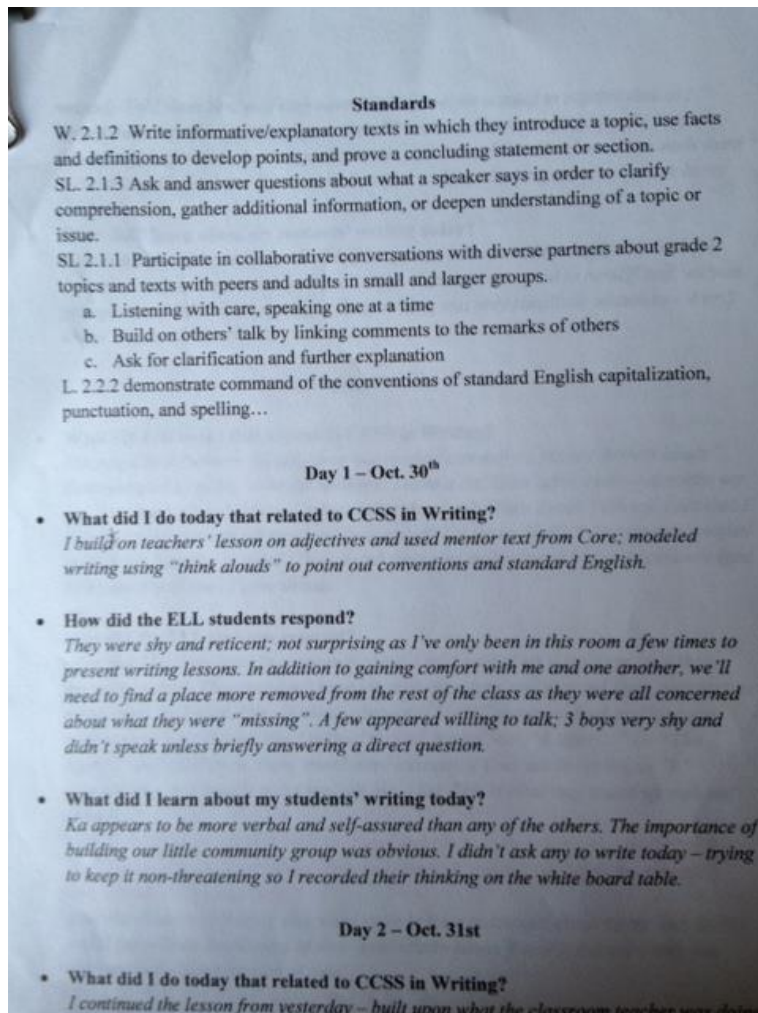 Standards
W. 2.1.2 Write informative/explanatory texts in which they introduce a topic, use facts
and definitions to develop points, and prove a concluding statement or section.
SL. 2.1.3 Ask and answer questions about what a speaker says in order to clarify
comprehension, gather additional information, or deepen understanding of a topic or
issue.
SL 2.1.1 Participate in collaborative conversations with diverse partners about grade 2
topics and texts with peers and adults in small and larger groups.
a. Listening with care, speaking one at a time
b. Build on others' talk by linking comments to the remarks of others
c. Ask for clarification and further explanation
L. 2.2.2 demonstrate command of the conventions of standard English capitalization,
punctuation, and spelling…
Day 1 – Oct. 30th
• What did I do today that related to CCSS in Writing?
I build on teachers' lesson on adjectives and used mentor text from Core; modeled
writing using "think alouds" to point out conventions and standard English.
• How did the ELL students respond?
They were shy and reticent; not surprising as I've only been in this room a few times to
present writing lessons. In addition to gaining comfort with me and one another, we'll
need to find a place more removed from the rest of the class as they were all concerned
about what they were "missing". A few appeared willing to talk; 3 boys very shy and
didn't speak unless briefly answering a direct question.
• What did I learn about my students' writing today?
Ka appears to be more verbal and self-assured than any of the others. The importance of
building our little community group was obvious. I didn't ask any to write today – trying
to keep it non-threatening so I recorded their thinking on the white board table.
Day 2 – Oct. 31st
• What did I do today that related to CCSS in Writing?
I continued the lesson from yesterday – built upon what the classroom teacher was doing